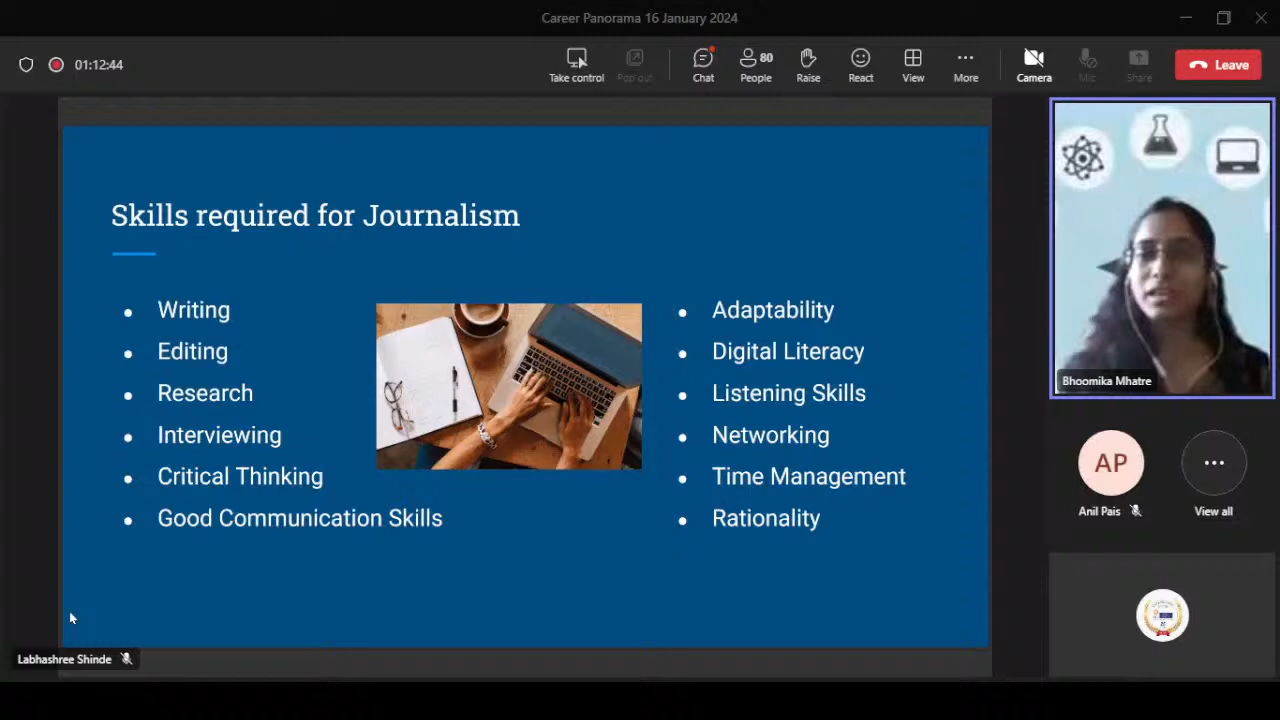 Career Panorama 16 January 2024
01:12:44
Take control
Pop out
Chat
80
People
Raise
React
View
More
Camera
Mic
Share
Leave
Skills required for Journalism
Writing
Editing
Research
Interviewing
Critical Thinking
Good Communication Skills
Adaptability
Digital Literacy
Listening Skills
Networking
Time Management
Rationality
Bhoomika Mhatre
AP
Anil Pais
View all
Labhashree Shinde